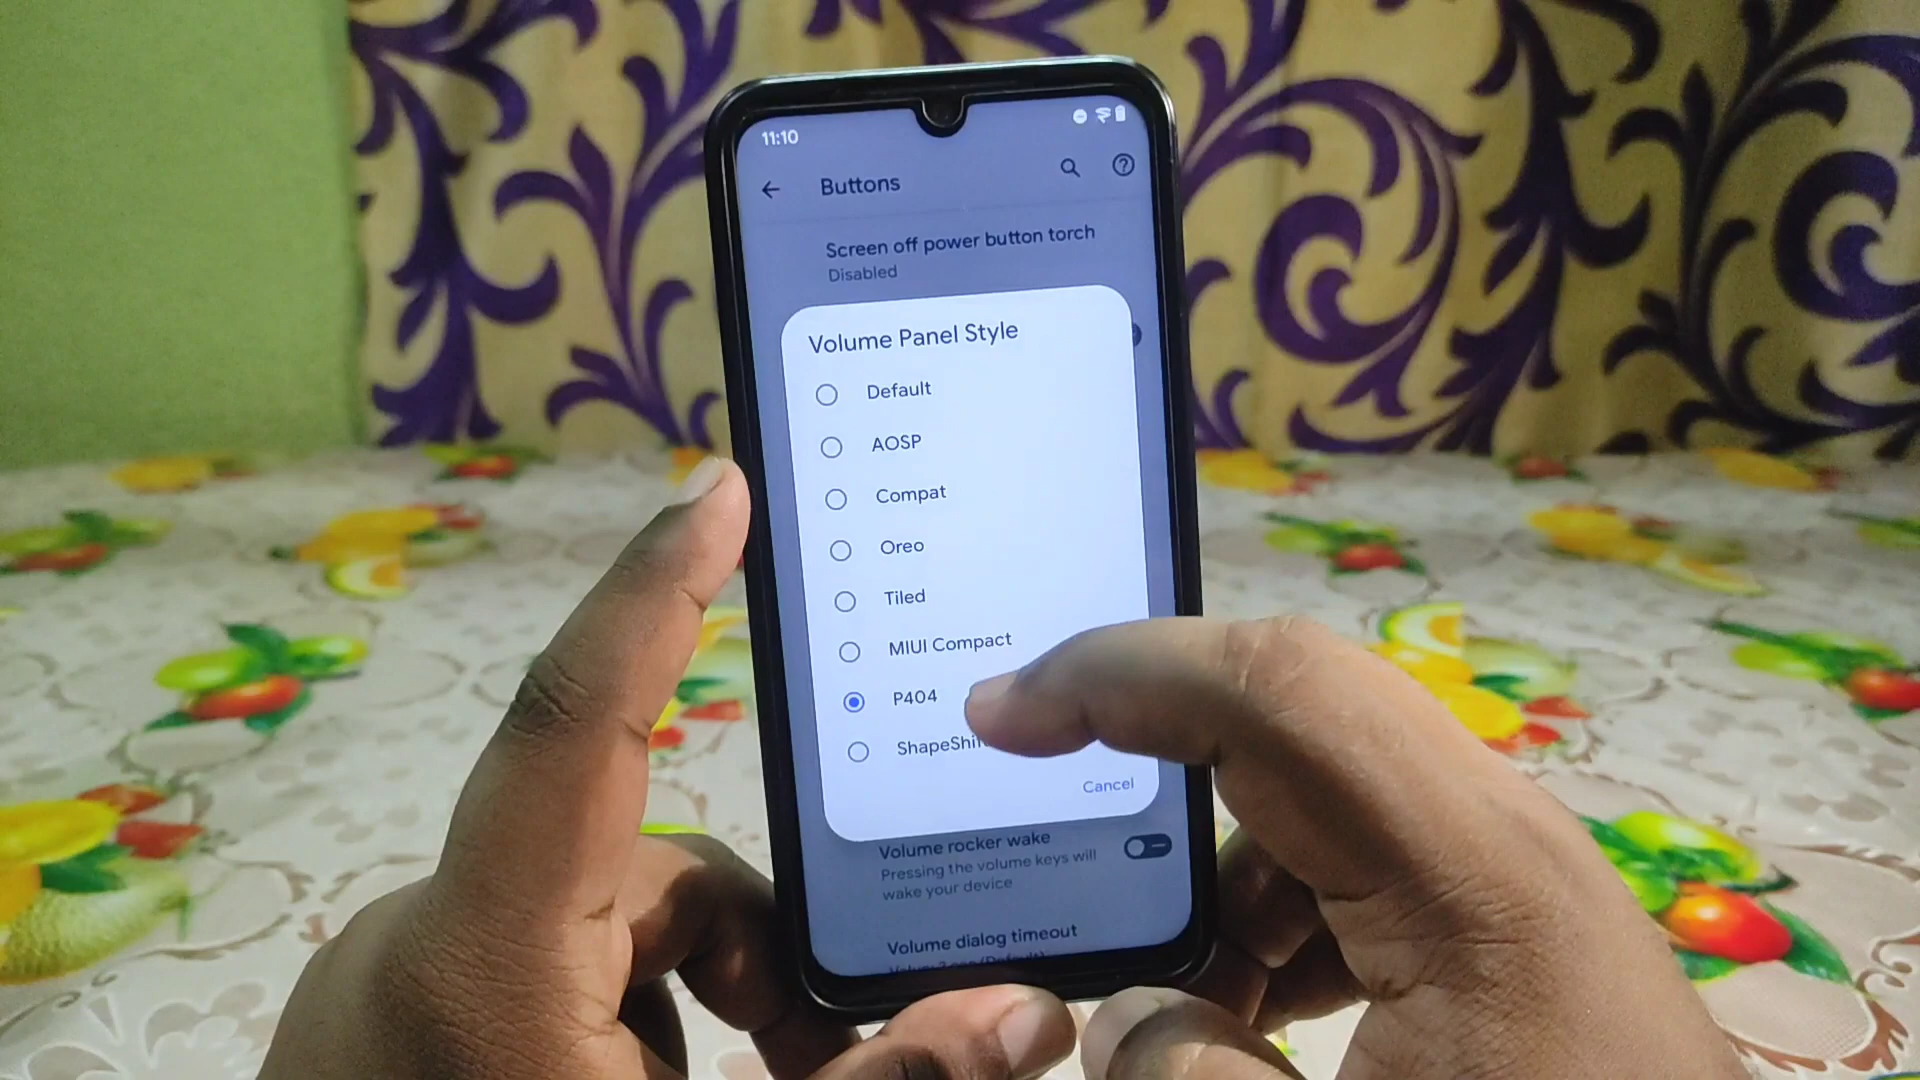 11:10
Buttons
Screen off power button torch
Disabled
Volume Panel Style
Default
AOSP
Compat
Oreo
Tiled
MIUI Compact
P404
Cancel
Volume rocker wake
Pressing the volume keys will
wake your device
Volume dialog timeout